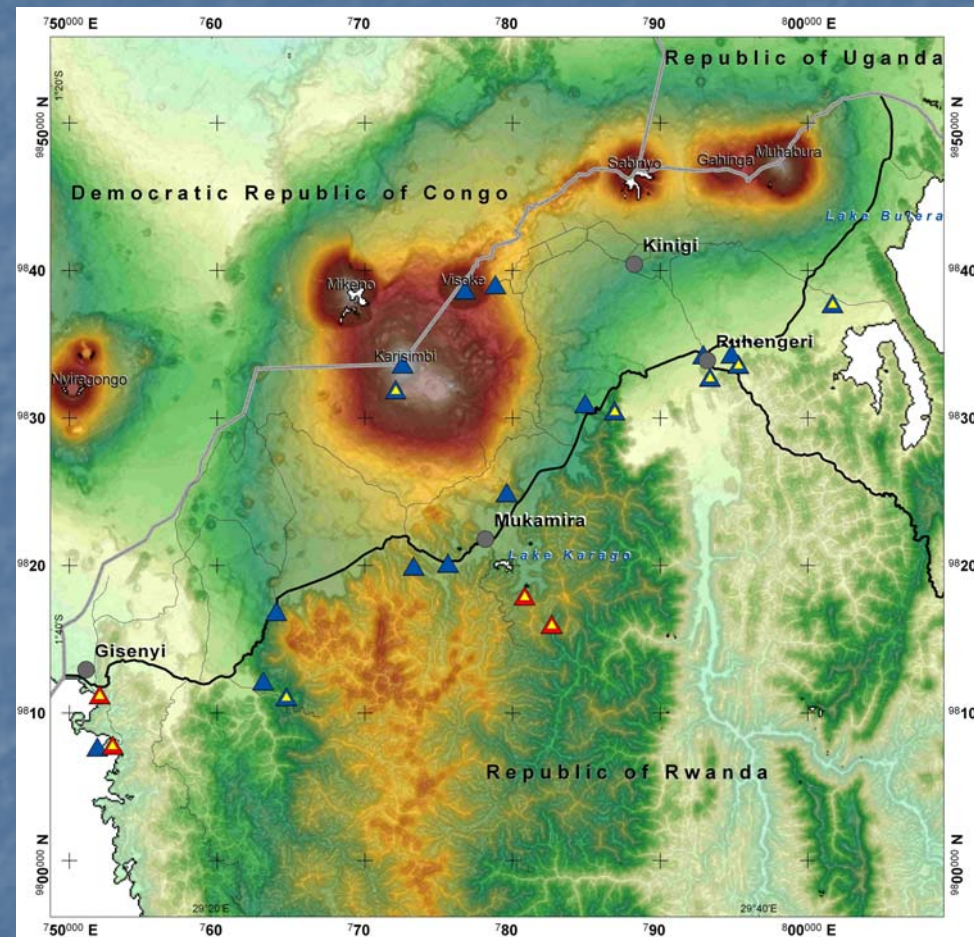 750000 E
760
770
780
790
800000 E
1°20'S
Republic of Uganda
9850000 N
9850000 N
Sabinyo
Gahinga
Muhabura
Democratic Republic of Congo
Lake Bulera
Kinigi
9840
9840
Mikeno
Visoke
Ruhengeri
Karisimbi
Nyiragongo
9830
9830
Mukamira
Lake Karago
9820
9820
1°40'S
Gisenyi
9810
9810
Republic of Rwanda
9800000 N
9800000 N
29°20'E
29°40'E
750000 E
760
770
780
790
800000 E